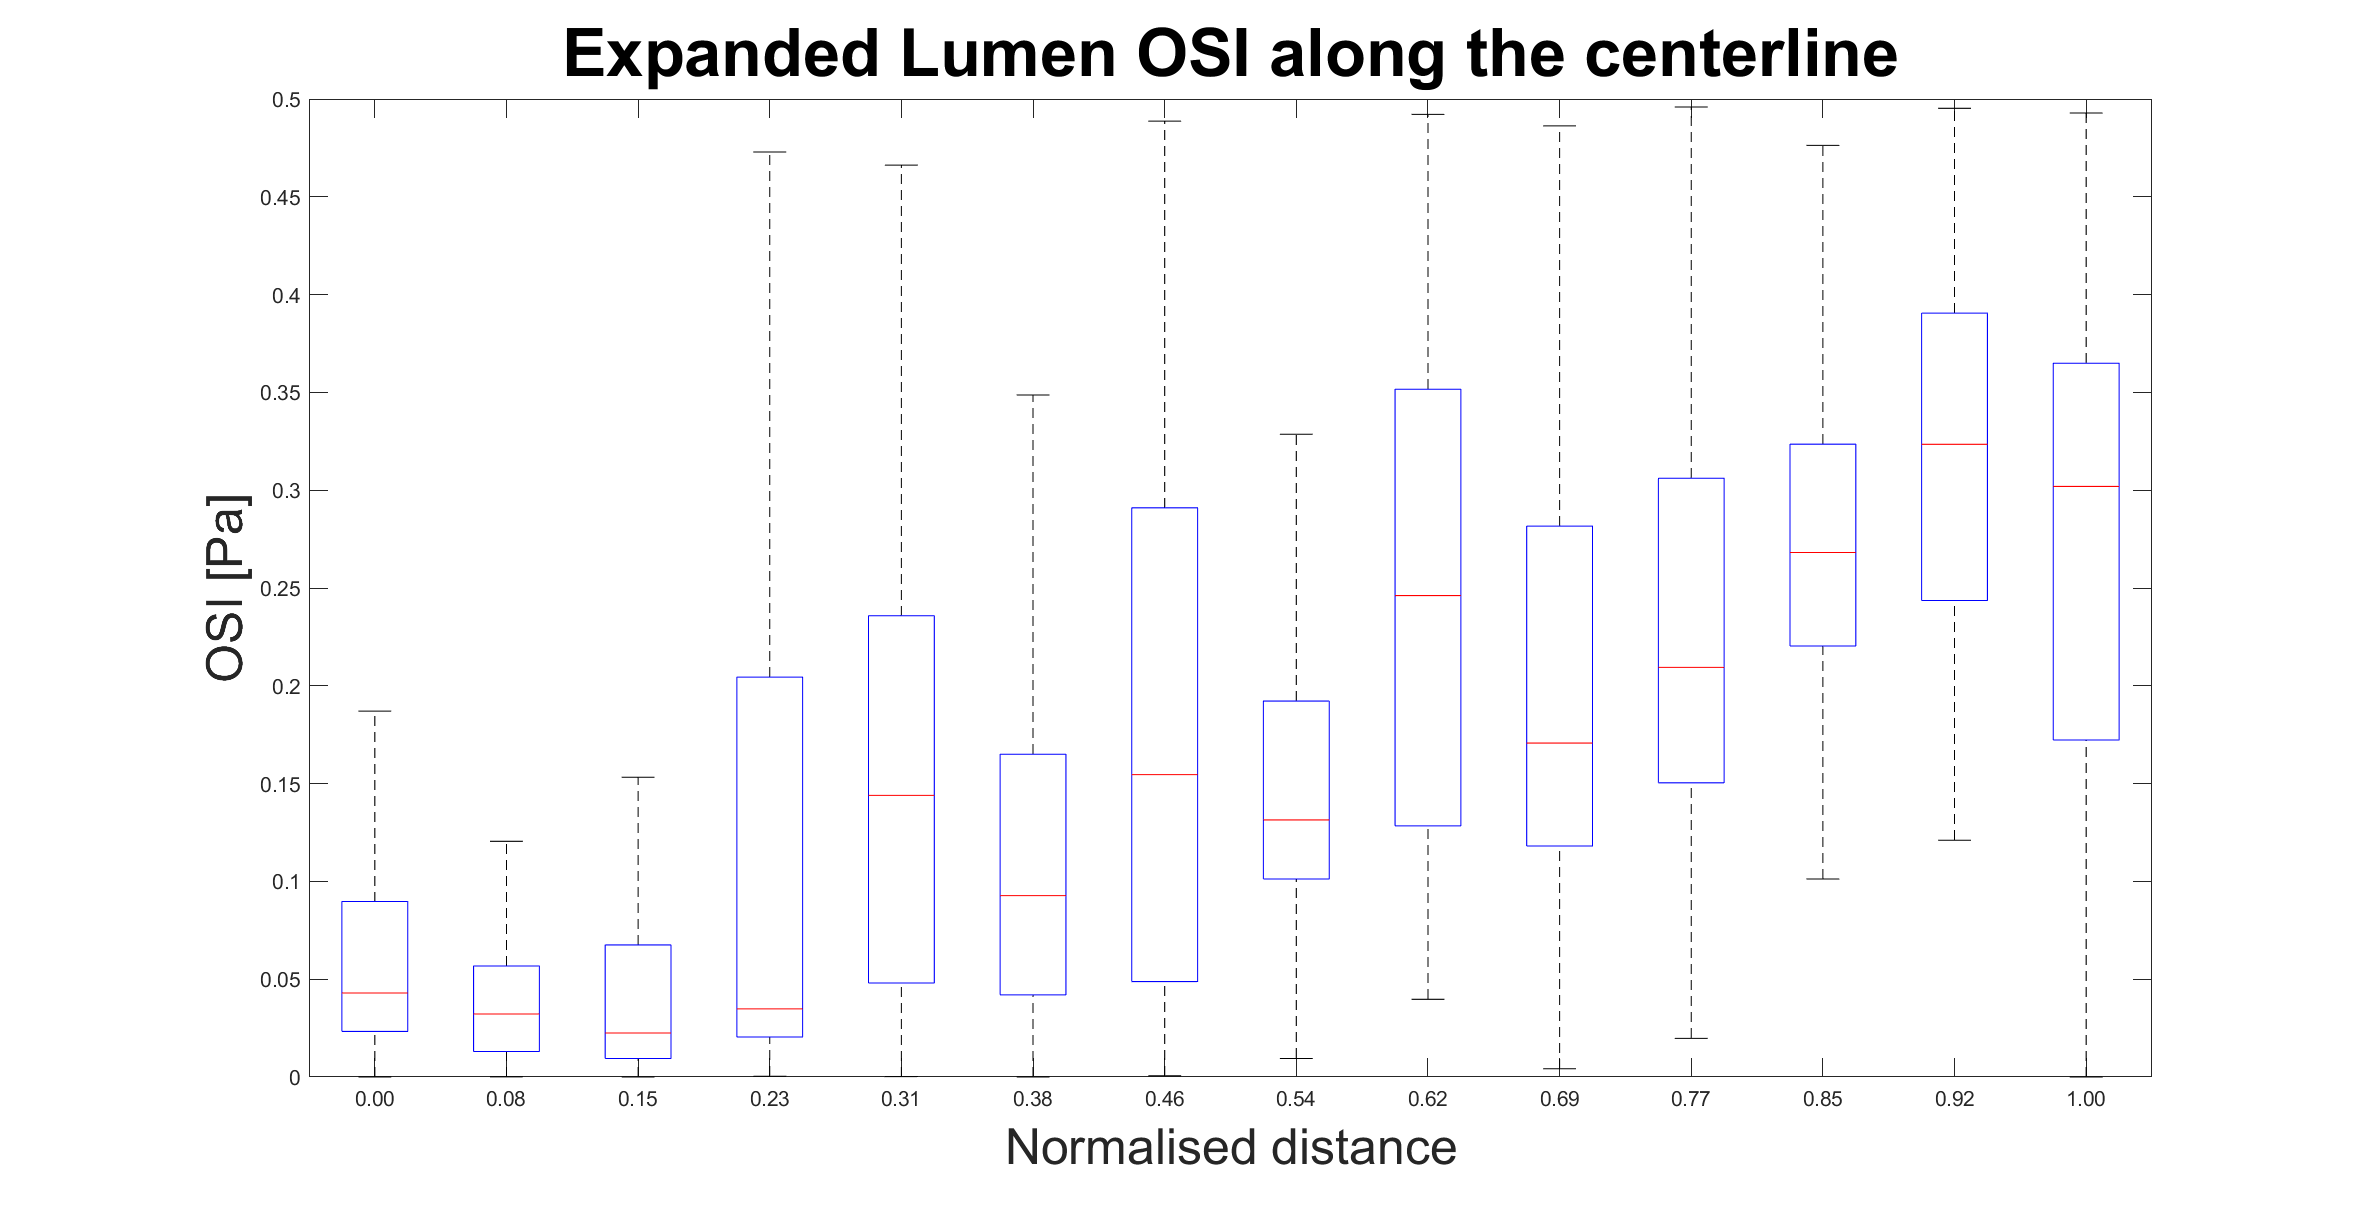 Expanded Lumen OSI along the centerline
0.5
0.45
0.4
0.35
0.3
0.25
0.2
0.15
0.1
0.05
0
OSI [Pa]
0.00 0.08 0.15 0.23 0.31 0.38 0.46 0.54 0.62 0.69 0.77 0.85 0.92 1.00
Normalised distance